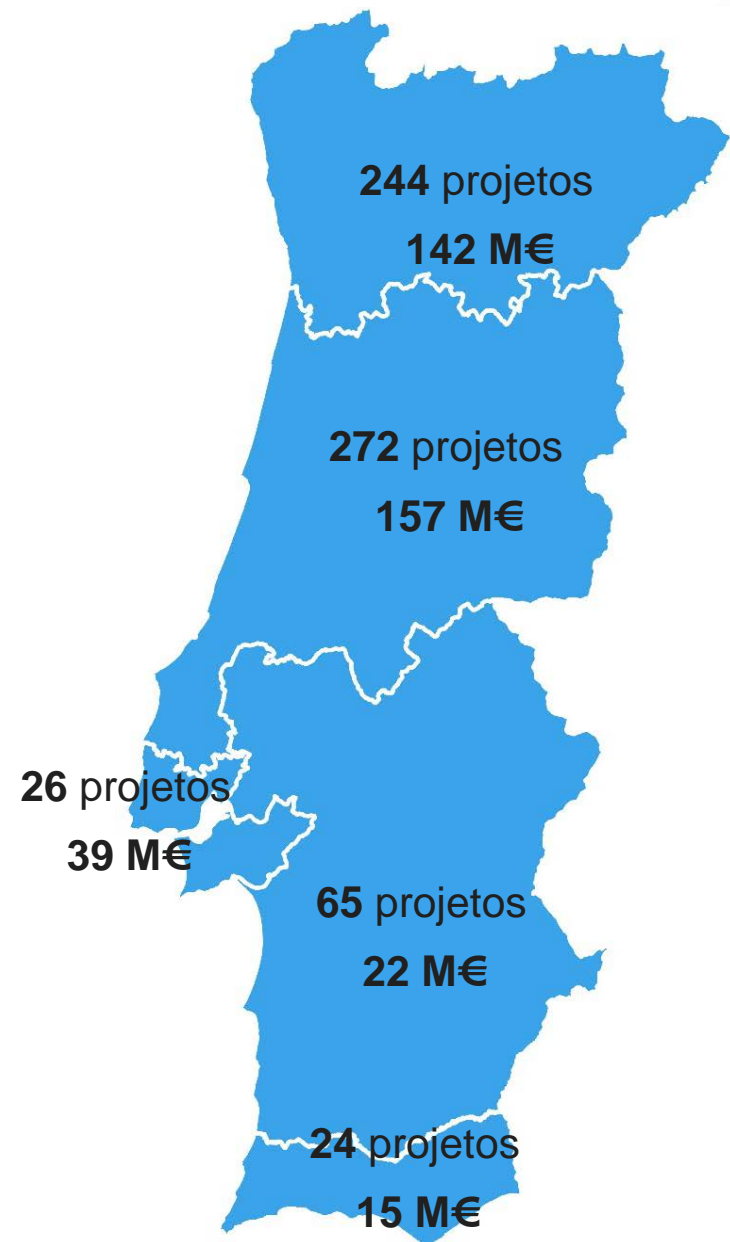 244 projetos
142 M€
272 projetos
157 M€
26 projetos
39 M€
65 projetos
22 M€
24 projetos
15 M€